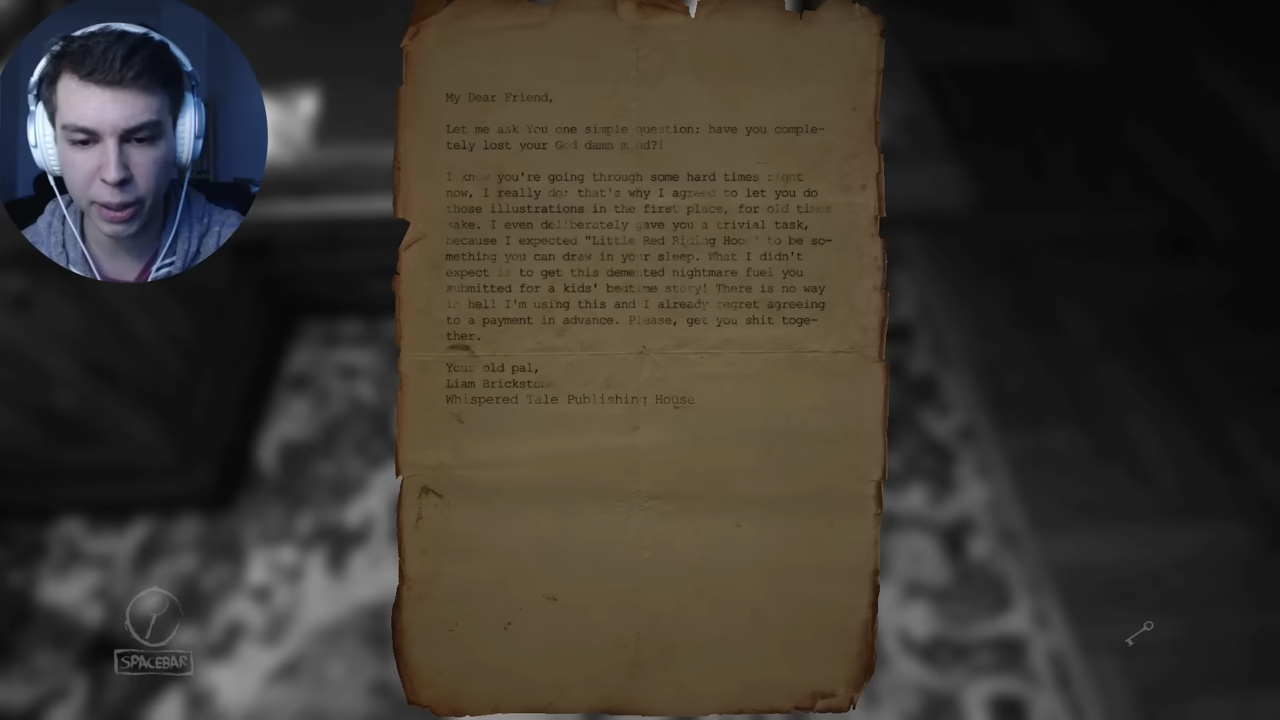 My Dear Friend,
Let me ask You one simple question: have you comple-
tely lost your God damn mind?!
I know you're going through some hard times right
now, I really do; that's why I agreed to let you do
those illustrations in the first place, for old times
sake. I even deliberately gave you a trivial task,
because I expected "Little Red Riding Hood" to be so-
mething you can draw in your sleep. What I didn't
expect is to get this demented nightmare fuel you
submitted for a kids' bedtime story! There is no way
in hell I'm using this and I already regret agreeing
to a payment in advance. Please, get you shit toge-
ther.
Your old pal,
Liam Brickstone
Whispered Tale Publishing House
SPACEBAR